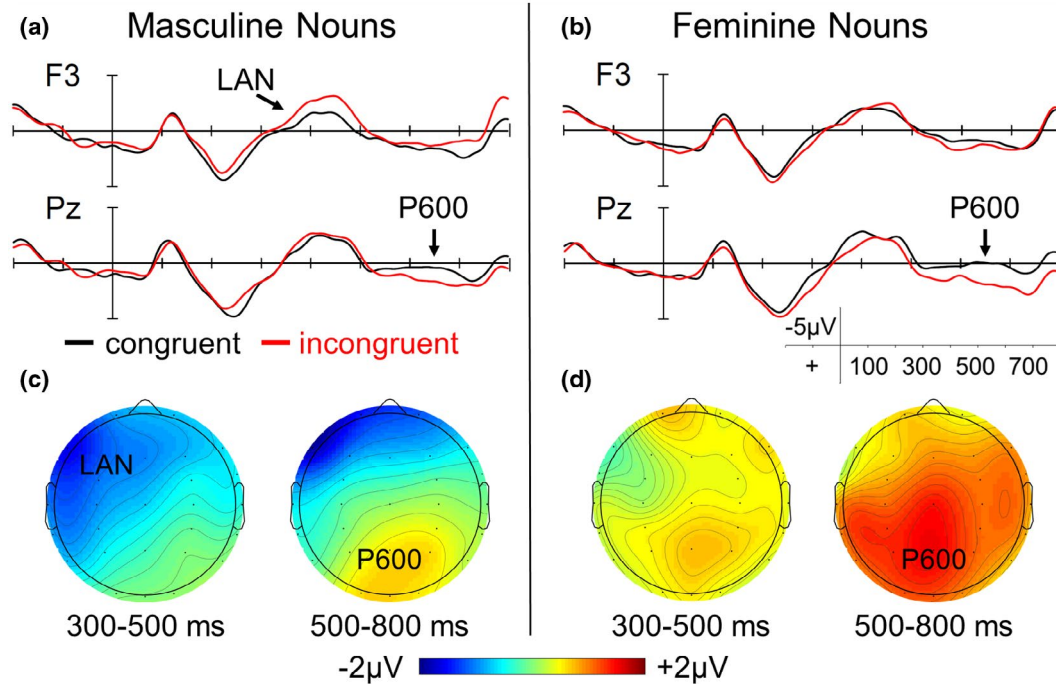 (a) Masculine Nouns
F3
LAN
Pz
P600
congruent incongruent
(b) Feminine Nouns
F3
Pz
P600
-5µV
+ 100 300 500 700
(c)
LAN
P600
300-500 ms 500-800 ms
(d)
P600
300-500 ms 500-800 ms
-2µV +2µV